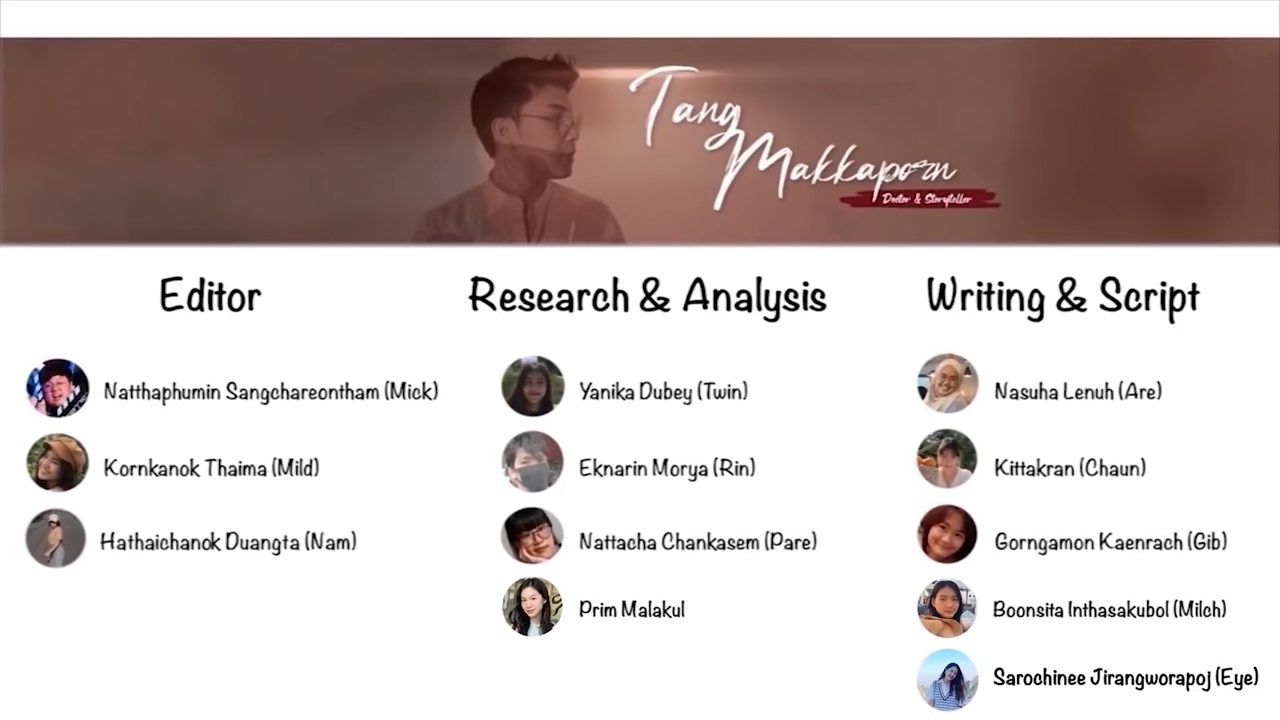 Tang
Makkaporn
Doctor & Storyteller
Editor
Natthaphumin Sangchareontham (Mick)
Kornkanok Thaima (Mild)
Hathaichanok Duangta (Nam)
Research & Analysis
Yanika Dubey (Twin)
Eknarin Morya (Rin)
Nattacha Chankasem (Pare)
Prim Malakul
Writing & Script
Nasuha Lenuh (Are)
Kittakran (Chaun)
Gorngamon Kaenrach (Gib)
Boonsita Inthasakubol (Milch)
Sarochinee Jirangworapoj (Eye)